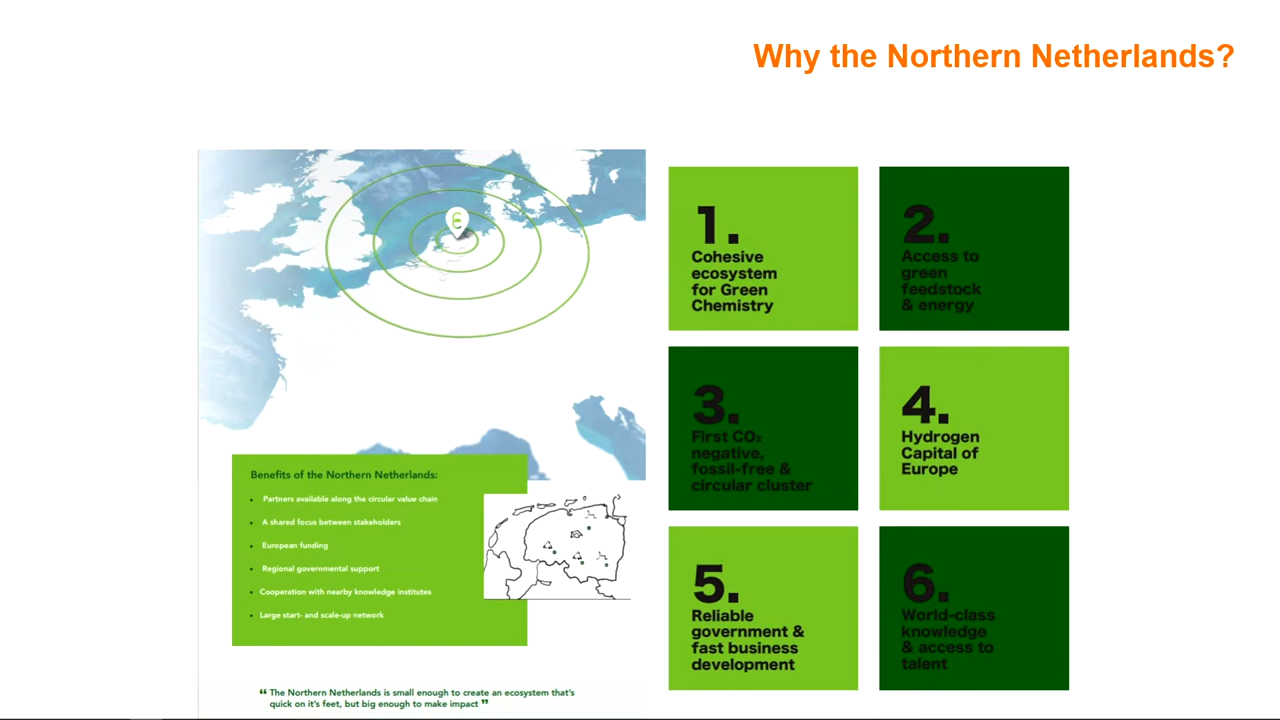 Why the Northern Netherlands?
Benefits of the Northern Netherlands:
• Partners available along the circular value chain
• A shared focus between stakeholders
• European funding
• Regional governmental support
• Cooperation with nearby knowledge institutes
• Large start- and scale-up network
“ The Northern Netherlands is small enough to create an ecosystem that's
quick on it's feet, but big enough to make impact ”
1.
Cohesive
ecosystem
for Green
Chemistry
2.
Access to
green
feedstock
& energy
3.
First CO₂
negative,
fossil-free &
circular cluster
4.
Hydrogen
Capital of
Europe
5.
Reliable
government &
fast business
development
6.
World-class
knowledge
& access to
talent